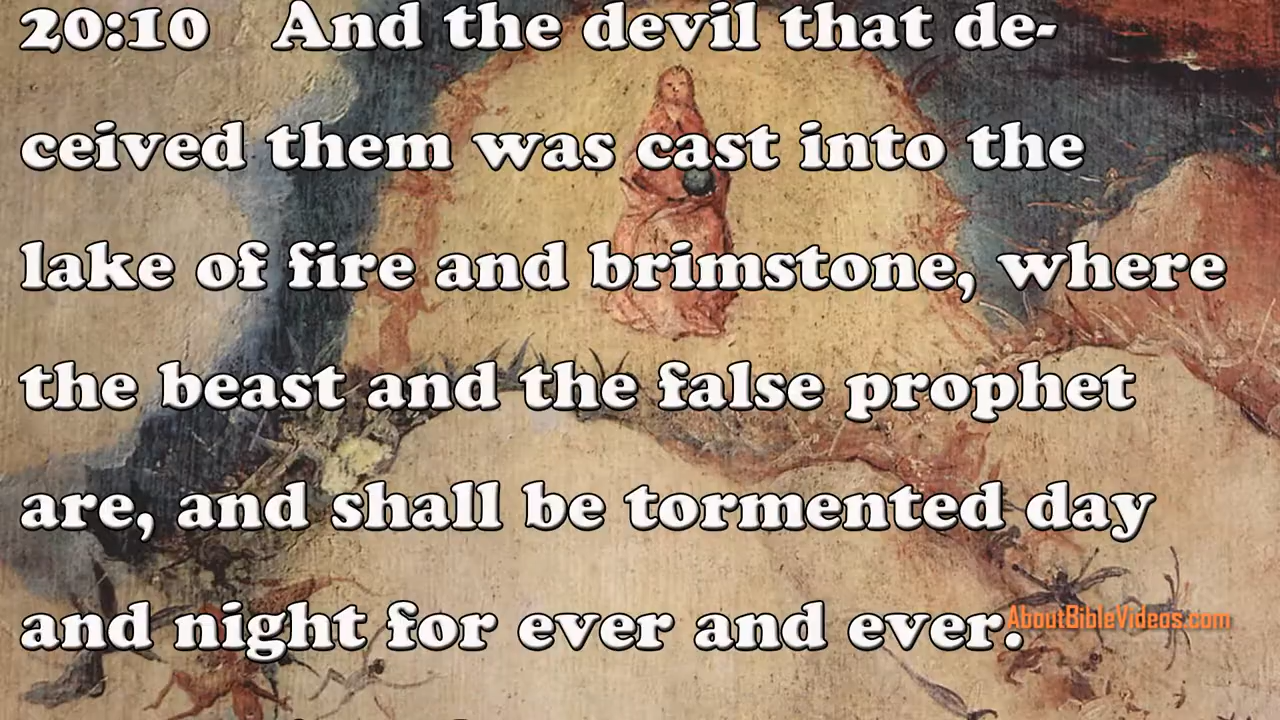 20:10 And the devil that de-
ceived them was cast into the
lake of fire and brimstone, where
the beast and the false prophet
are, and shall be tormented day
and night for ever and ever.
AboutBibleVideos.com